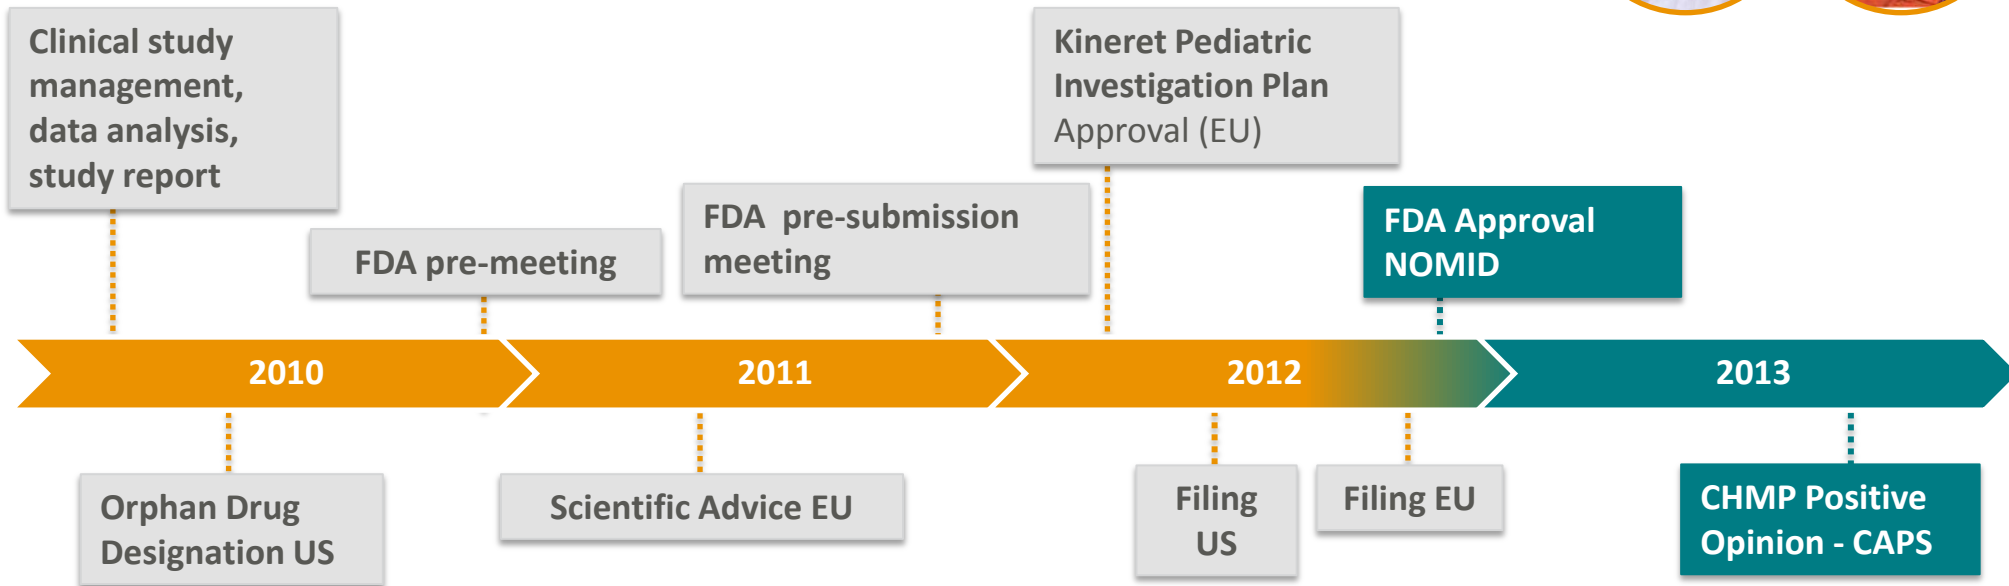 Clinical study
management,
data analysis,
study report
Kineret Pediatric
Investigation Plan
Approval (EU)
FDA pre-submission
meeting
FDA Approval
NOMID
FDA pre-meeting
2010
2011
2012
2013
Orphan Drug
Designation US
Scientific Advice EU
Filing
US
Filing EU
CHMP Positive
Opinion - CAPS